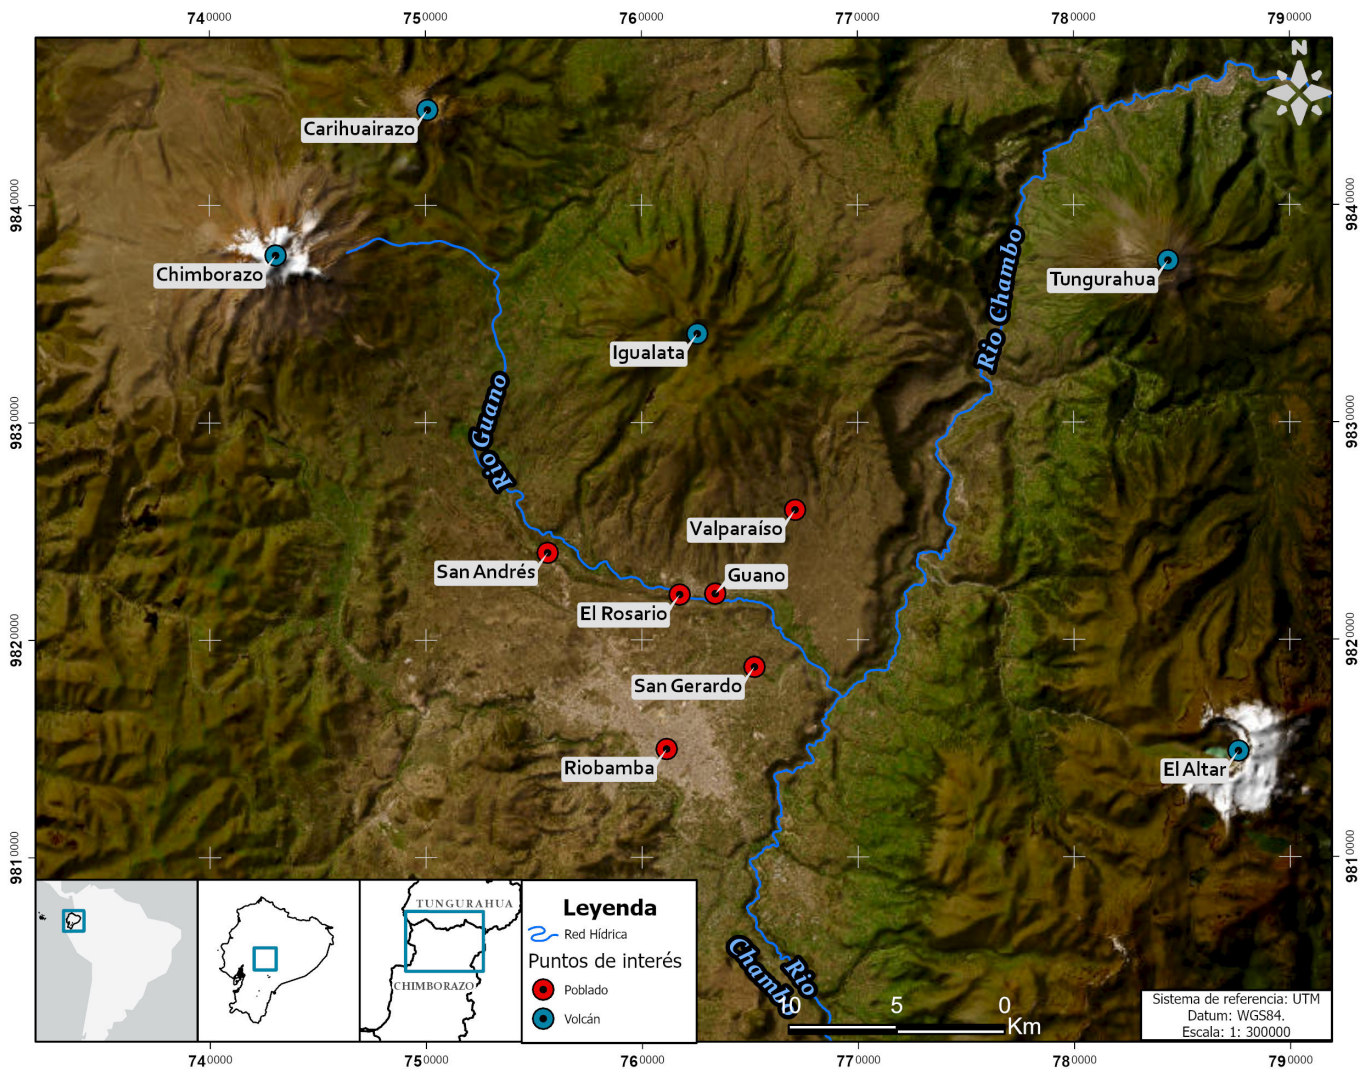 740000 750000 760000 770000 780000 790000
N
Carihuairazo
9840000
9840000
Chimborazo
Rio Chambo
Tungurahua
Igualata
Rio Guano
9830000
9830000
Valparaíso
San Andrés
Guano
El Rosario
9820000
9820000
San Gerardo
Riobamba
El Altar
9810000
9810000
TUNGURAHUA
CHIMBORAZO
Leyenda
Red Hídrica
Puntos de interés
Poblado
Volcán
Rio
Chambo
10 5 0
Km
Sistema de referencia: UTM
Datum: WGS84.
Escala: 1: 300000
740000 750000 760000 770000 780000 790000